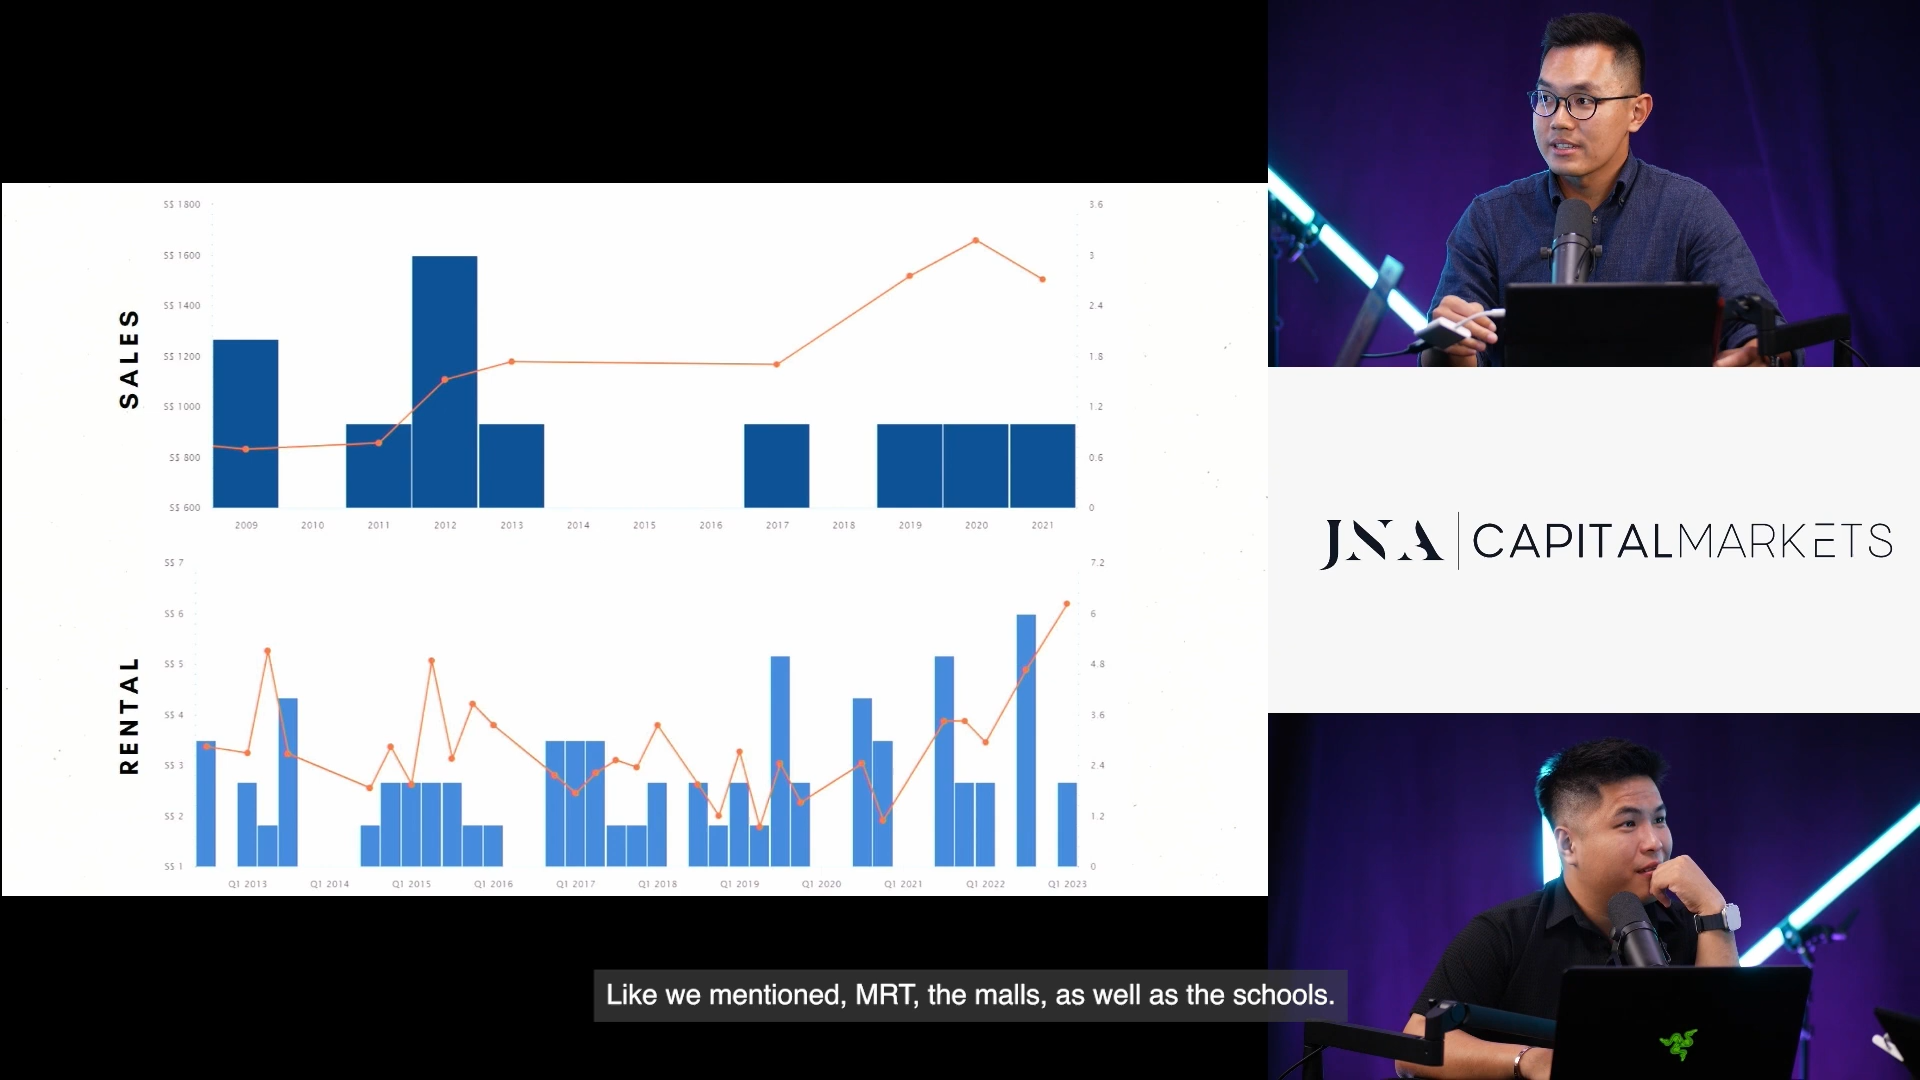 SALES
S$ 1800
S$ 1600
S$ 1400
S$ 1200
S$ 1000
S$ 800
S$ 600
3.6
3
2.4
1.8
1.2
0.6
0
2009 2010 2011 2012 2013 2014 2015 2016 2017 2018 2019 2020 2021
RENTAL
S$ 7
S$ 6
S$ 5
S$ 4
S$ 3
S$ 2
S$ 1
7.2
6
4.8
3.6
2.4
1.2
0
Q1 2013 Q1 2014 Q1 2015 Q1 2016 Q1 2017 Q1 2018 Q1 2019 Q1 2020 Q1 2021 Q1 2022 Q1 2023
JNA | CAPITALMARKETS
Like we mentioned, MRT, the malls, as well as the schools.